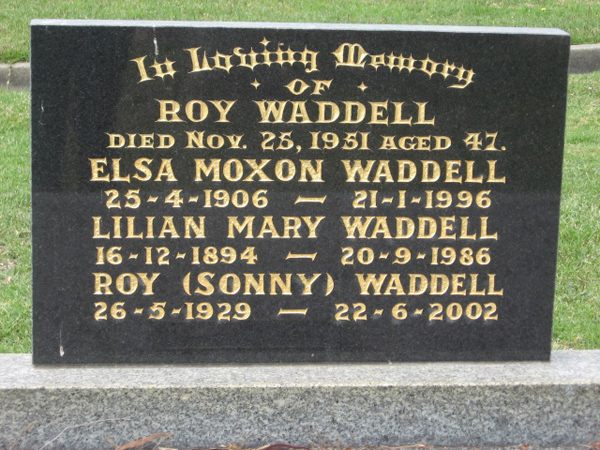 In Loving Memory
OF
ROY WADDELL
DIED NOV. 25, 1951 AGED 47.
ELSA MOXON WADDELL
25-4-1906 — 21-1-1996
LILIAN MARY WADDELL
16-12-1894 — 20-9-1986
ROY (SONNY) WADDELL
26-5-1929 — 22-6-2002